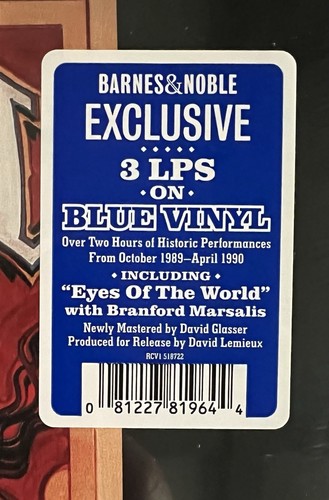 BARNES&NOBLE
EXCLUSIVE
3 LPS
•ON•
BLUE VINYL
Over Two Hours of Historic Performances
From October 1989–April 1990
• INCLUDING •
“Eyes Of The World”
with Branford Marsalis
Newly Mastered by David Glasser
Produced for Release by David Lemieux
RCV1 518722
0 81227 81964 4